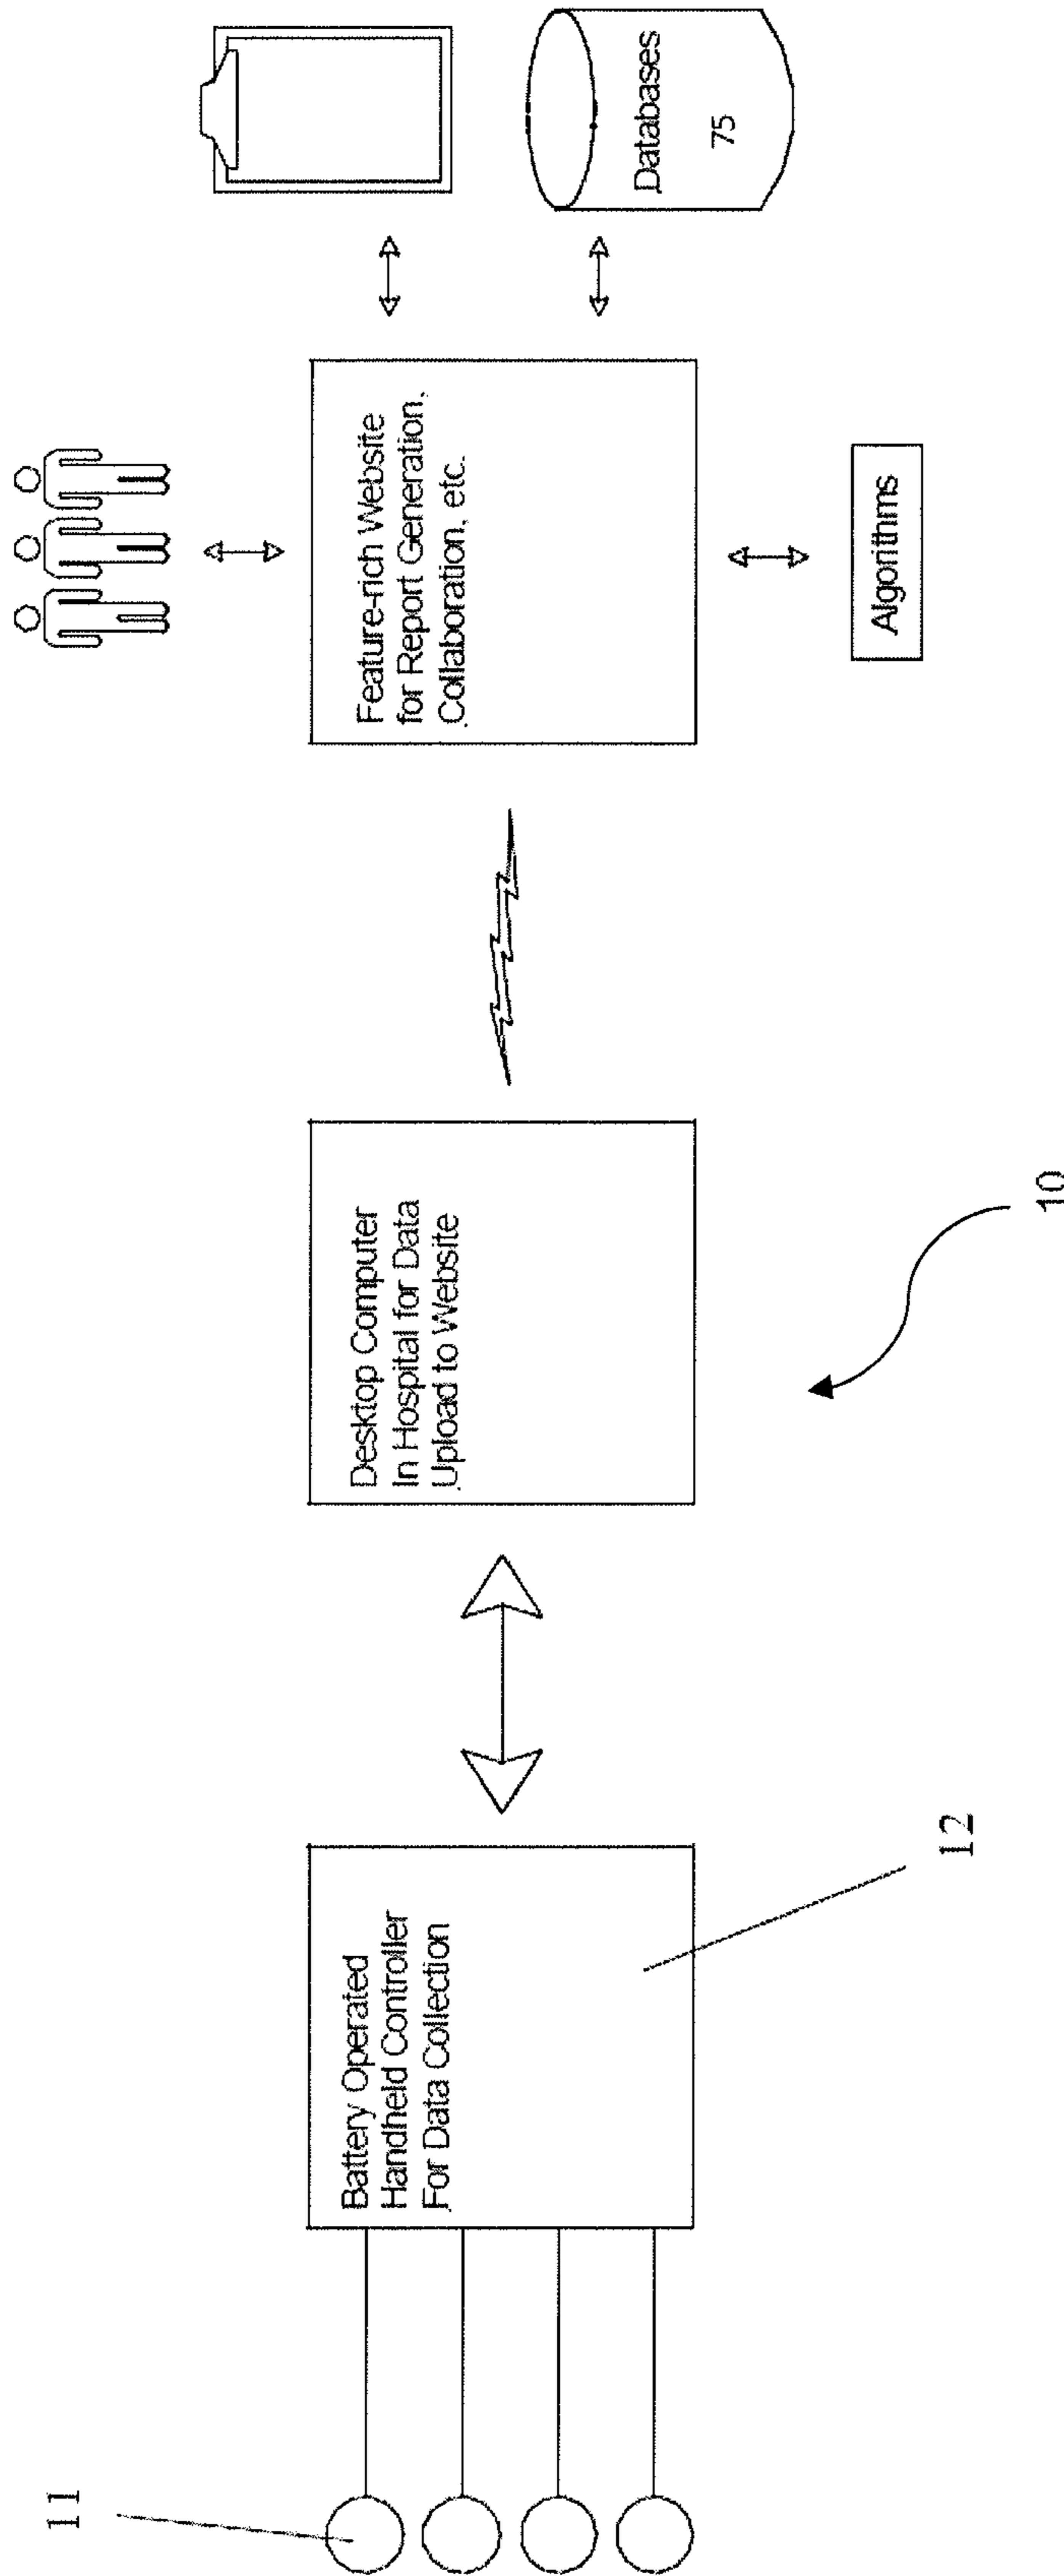 11
Battery Operated
Handheld Controller
For Data Collection
12
Desktop Computer
In Hospital for Data
Upload to Website
10
Feature-rich Website
for Report Generation,
Collaboration, etc.
Algorithms
Databases
75